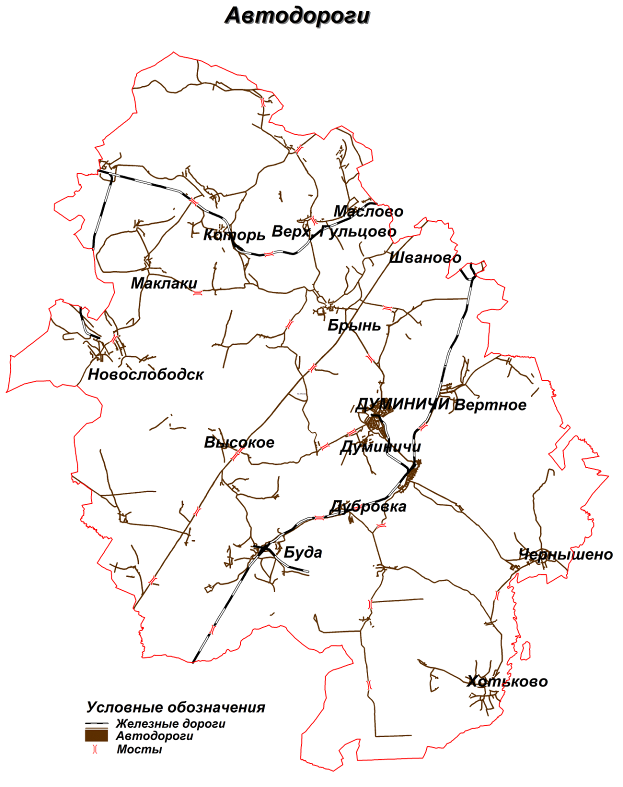 Автодороги
Маслово
Которь
Верх. Гульцово
Шваново
Маклаки
Брынь
Новослободск
ДУМИНИЧИ
Вертное
Высокое
Думиничи
Дубровка
Буда
Чернышено
Хотьково
Условные обозначения
Железные дороги
Автодороги
Мосты